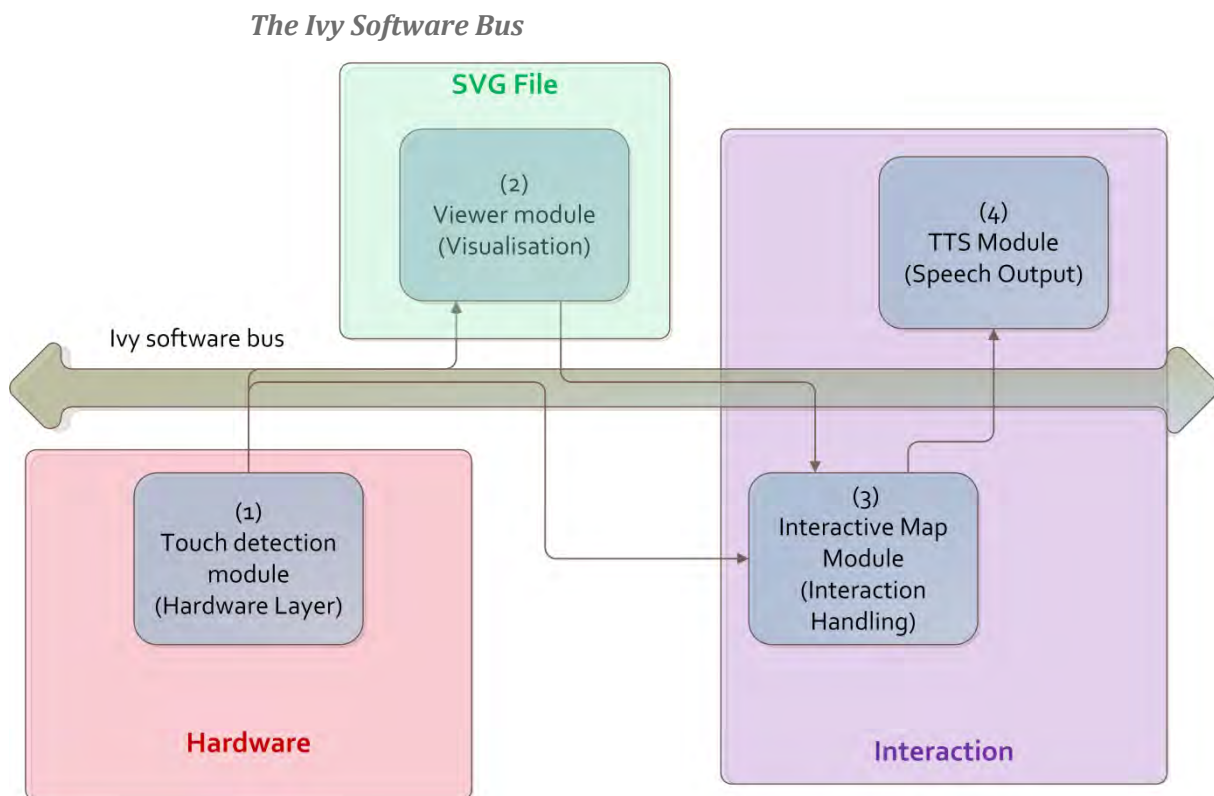 The Ivy Software Bus
SVG File
(2)
Viewer module
(Visualisation)
(4)
TTS Module
(Speech Output)
Ivy software bus
(1)
Touch detection
module
(Hardware Layer)
(3)
Interactive Map
Module
(Interaction
Handling)
Hardware
Interaction